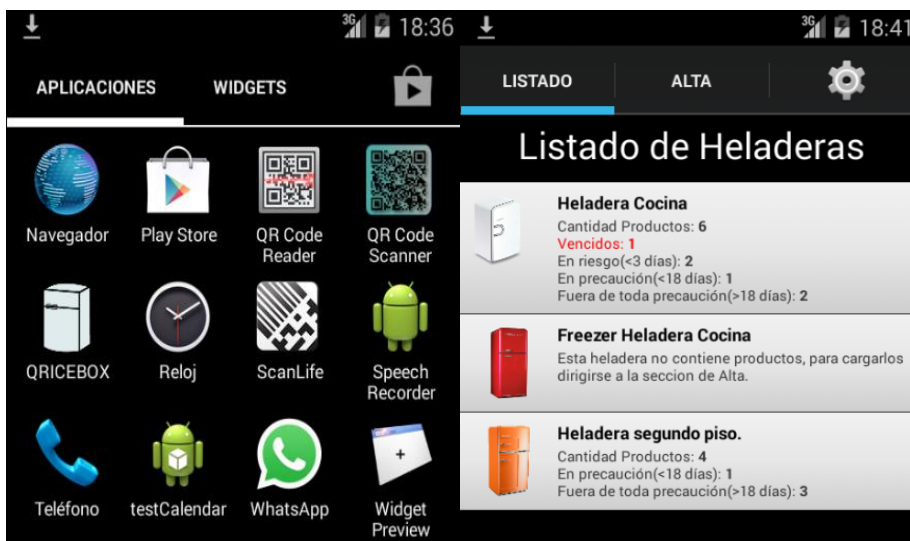 3G 18:36
APLICACIONES WIDGETS
Navegador Play Store QR Code Reader QR Code Scanner
QRICEBOX Reloj ScanLife Speech Recorder
Teléfono testCalendar WhatsApp Widget Preview
3G 18:41
LISTADO ALTA
Listado de Heladeras
Heladera Cocina
Cantidad Productos: 6
Vencidos: 1
En riesgo(<3 días): 2
En precaución(<18 días): 1
Fuera de toda precaución(>18 días): 2
Freezer Heladera Cocina
Esta heladera no contiene productos, para cargarlos
dirigirse a la seccion de Alta.
Heladera segundo piso.
Cantidad Productos: 4
En precaución(<18 días): 1
Fuera de toda precaución(>18 días): 3